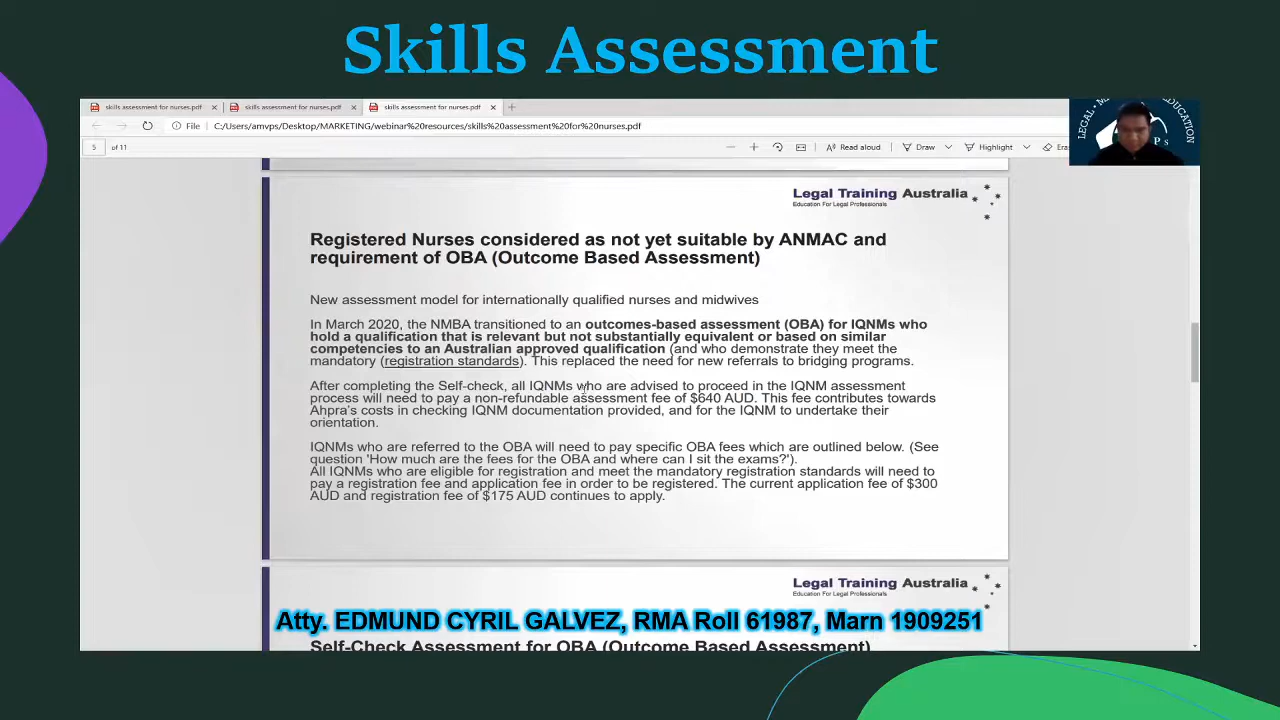 Skills Assessment
skills assessment for nurses.pdf
skills assessment for nurses.pdf
skills assessment for nurses.pdf
File
C:/Users/amvps/Desktop/MARKETING/webinar%20resources/skills%20assessment%20for%20nurses.pdf
5 of 11
Read aloud
Draw
Highlight
Eras
LEGAL M EDUCATION
P s
Legal Training Australia
Education For Legal Professionals
Registered Nurses considered as not yet suitable by ANMAC and
requirement of OBA (Outcome Based Assessment)
New assessment model for internationally qualified nurses and midwives
In March 2020, the NMBA transitioned to an outcomes-based assessment (OBA) for IQNMs who
hold a qualification that is relevant but not substantially equivalent or based on similar
competencies to an Australian approved qualification (and who demonstrate they meet the
mandatory (registration standards). This replaced the need for new referrals to bridging programs.
After completing the Self-check, all IQNMs who are advised to proceed in the IQNM assessment
process will need to pay a non-refundable assessment fee of $640 AUD. This fee contributes towards
Ahpra's costs in checking IQNM documentation provided, and for the IQNM to undertake their
orientation.
IQNMs who are referred to the OBA will need to pay specific OBA fees which are outlined below. (See
question 'How much are the fees for the OBA and where can I sit the exams?').
All IQNMs who are eligible for registration and meet the mandatory registration standards will need to
pay a registration fee and application fee in order to be registered. The current application fee of $300
AUD and registration fee of $175 AUD continues to apply.
Legal Training Australia
Education For Legal Professionals
Atty. EDMUND CYRIL GALVEZ, RMA Roll 61987, Marn 1909251
Self-Check Assessment for OBA (Outcome Based Assessment)